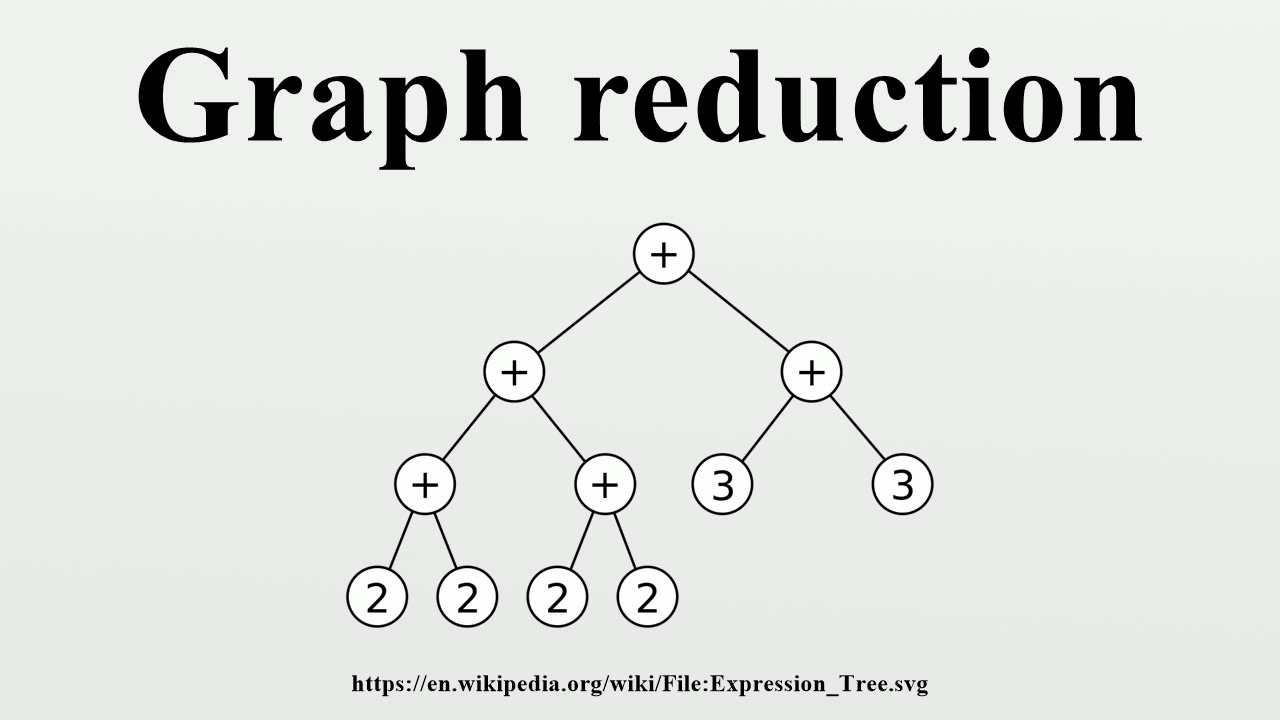 Graph reduction
+
+ +
+ + 3 3
2 2 2 2
https://en.wikipedia.org/wiki/File:Expression_Tree.svg